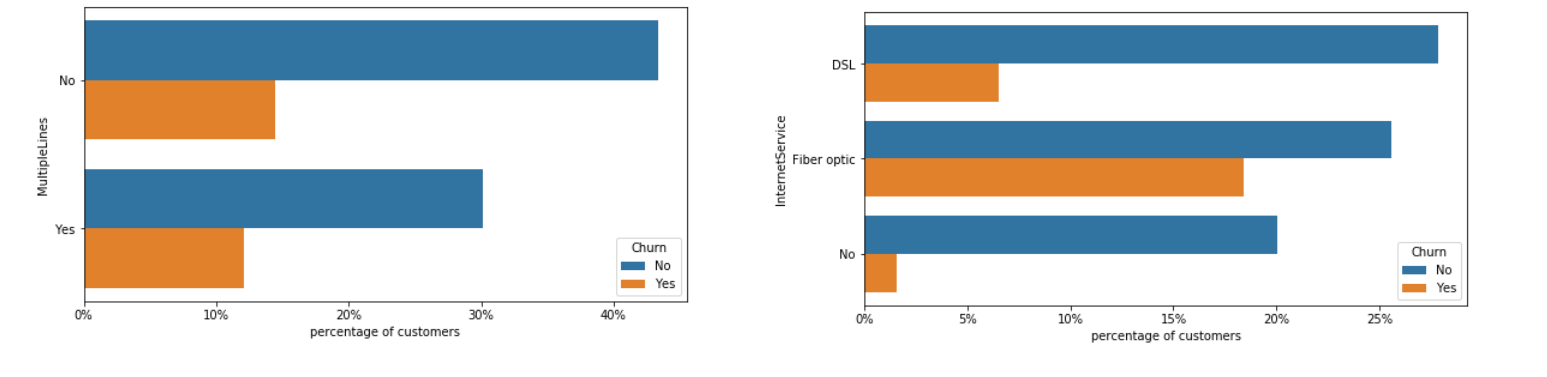 MultipleLines
No
Yes
0% 10% 20% 30% 40%
percentage of customers
Churn
No
Yes
InternetService
DSL
Fiber optic
No
0% 5% 10% 15% 20% 25%
percentage of customers
Churn
No
Yes